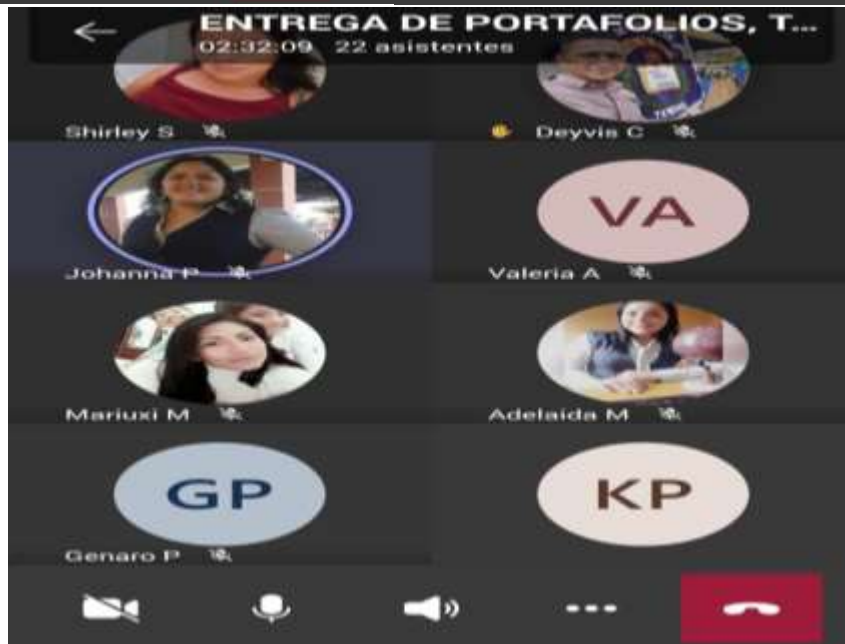 ENTREGA DE PORTAFOLIOS, T...
02:32:09 22 asistentes
Shirley S
Deyvis C
Johanna P
VA
Valeria A
Mariuxi M
Adelaida M
GP
KP
Genaro P